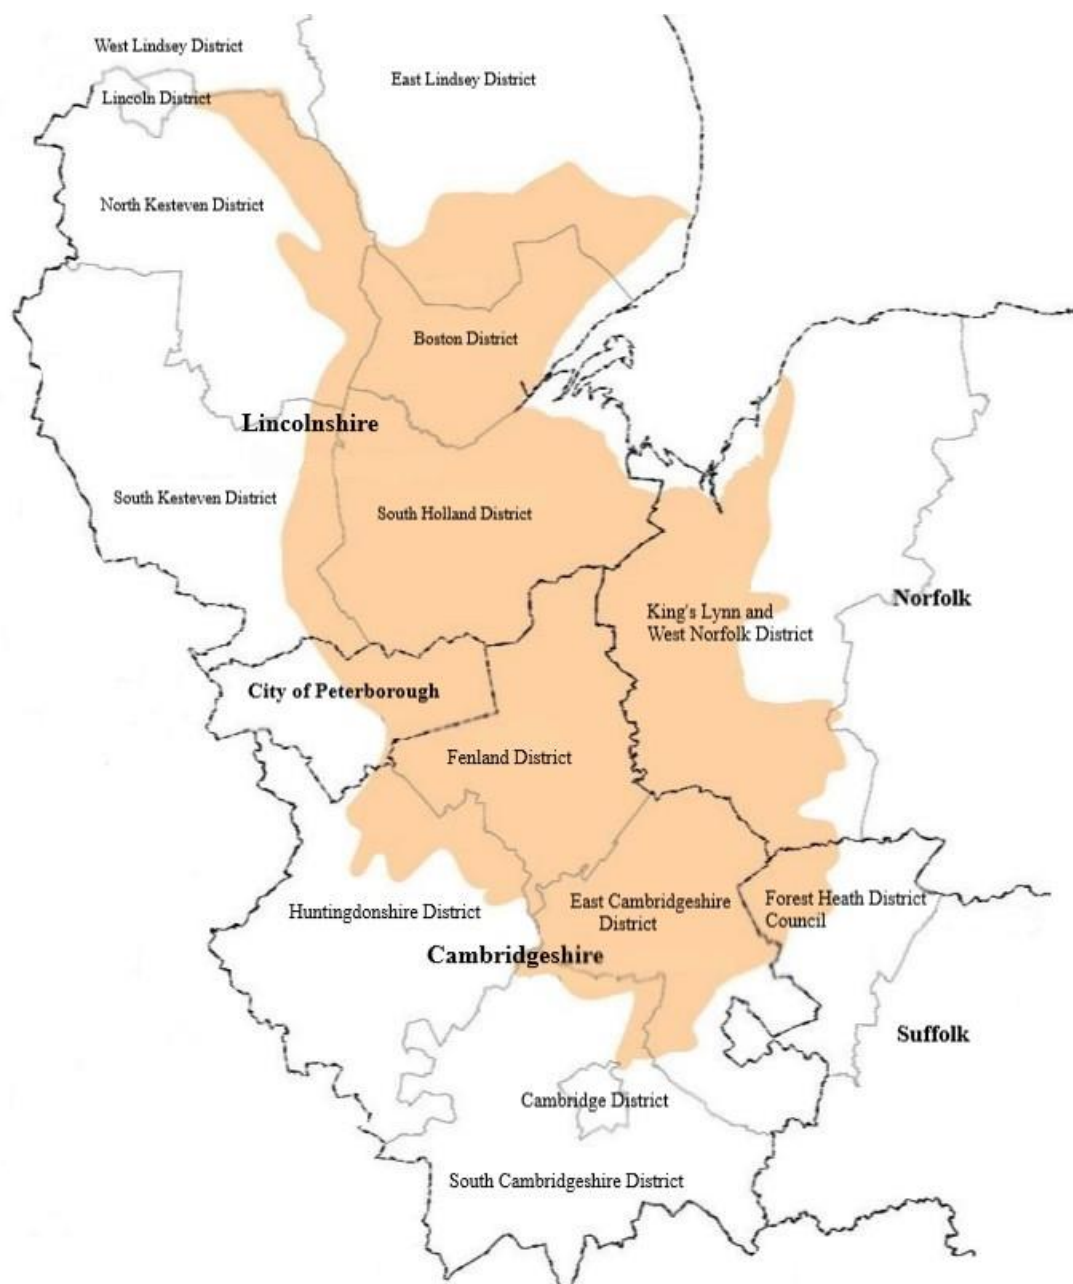 West Lindsey District
East Lindsey District
Lincoln District
North Kesteven District
Boston District
Lincolnshire
South Kesteven District
South Holland District
Norfolk
King's Lynn and
West Norfolk District
City of Peterborough
Fenland District
East Cambridgeshire
District
Forest Heath District
Council
Huntingdonshire District
Cambridgeshire
Suffolk
Cambridge District
South Cambridgeshire District